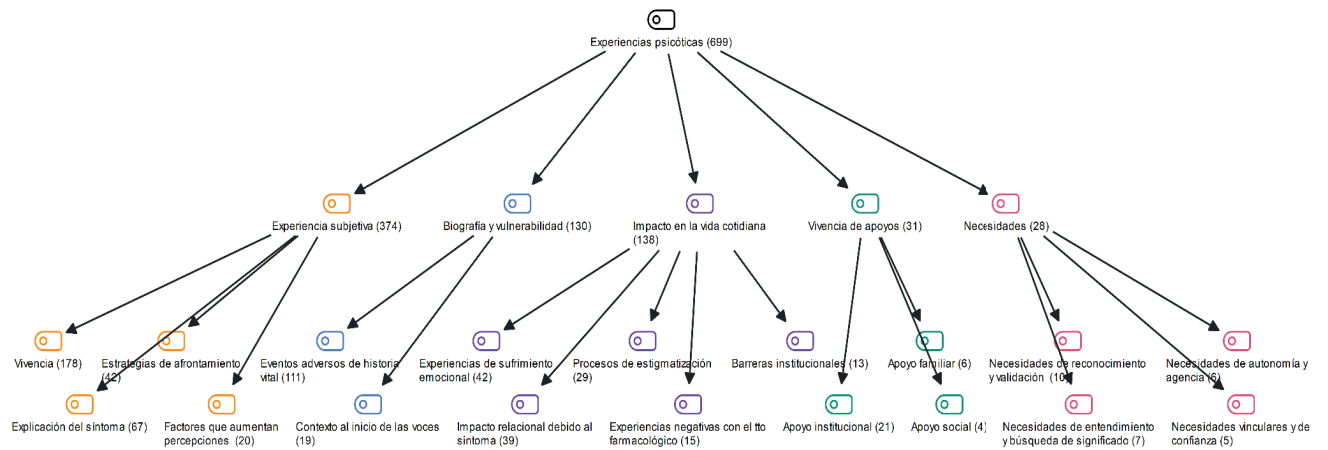 Experiencias psicóticas (699)
Experiencia subjetiva (374)
Biografía y vulnerabilidad (130)
Impacto en la vida cotidiana
(138)
Vivencia de apoyos (31)
Necesidades (28)
Vivencia (178)
Estrategias de afrontamiento
(42)
Eventos adversos de historia
vital (111)
Experiencias de sufrimiento
emocional (42)
Procesos de estigmatización
(29)
Barreras institucionales (13)
Apoyo familiar (6)
Necesidades de reconocimiento
y validación (10)
Necesidades de autonomía y
agencia (6)
Explicación del síntoma (67)
Factores que aumentan
percepciones (20)
Contexto al inicio de las voces
(19)
Impacto relacional debido al
síntoma (39)
Experiencias negativas con el tto
farmacológico (15)
Apoyo institucional (21)
Apoyo social (4)
Necesidades de entendimiento
y búsqueda de significado (7)
Necesidades vinculares y de
confianza (5)